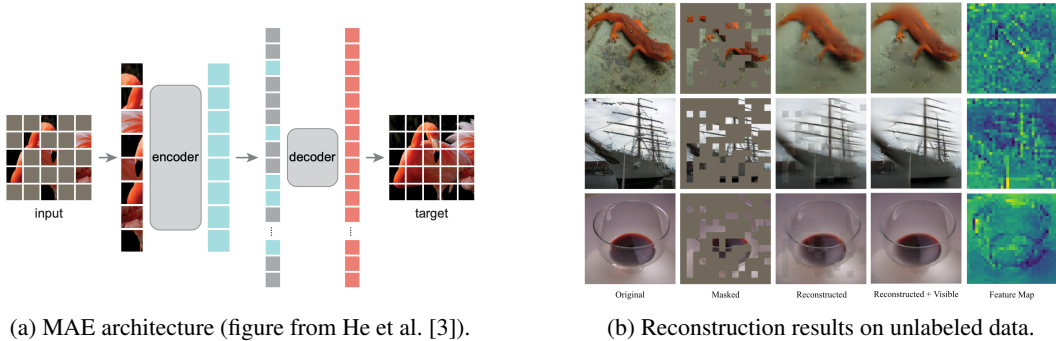 input
encoder
decoder
target
Original
Masked
Reconstructed
Reconstructed + Visible
Feature Map
(a) MAE architecture (figure from He et al. [3]).
(b) Reconstruction results on unlabeled data.